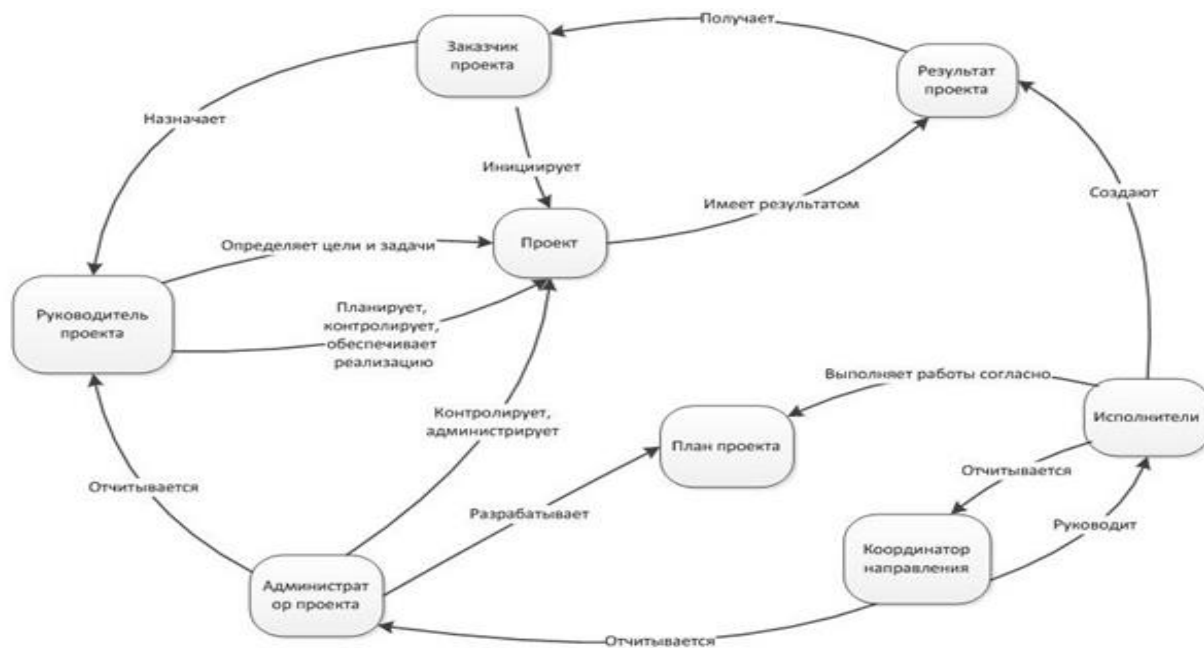 Получает
Заказчик
проекта
Результат
проекта
Назначает
Инициирует
Создают
Имеет результатом
Определяет цели и задачи
Проект
Руководитель
проекта
Планирует,
контролирует,
обеспечивает
реализацию
Выполняет работы согласно
Контролирует,
администрирует
План проекта
Исполнители
Отчитывается
Отчитывается
Разрабатывает
Руководит
Координатор
направления
Администрат
ор проекта
Отчитывается